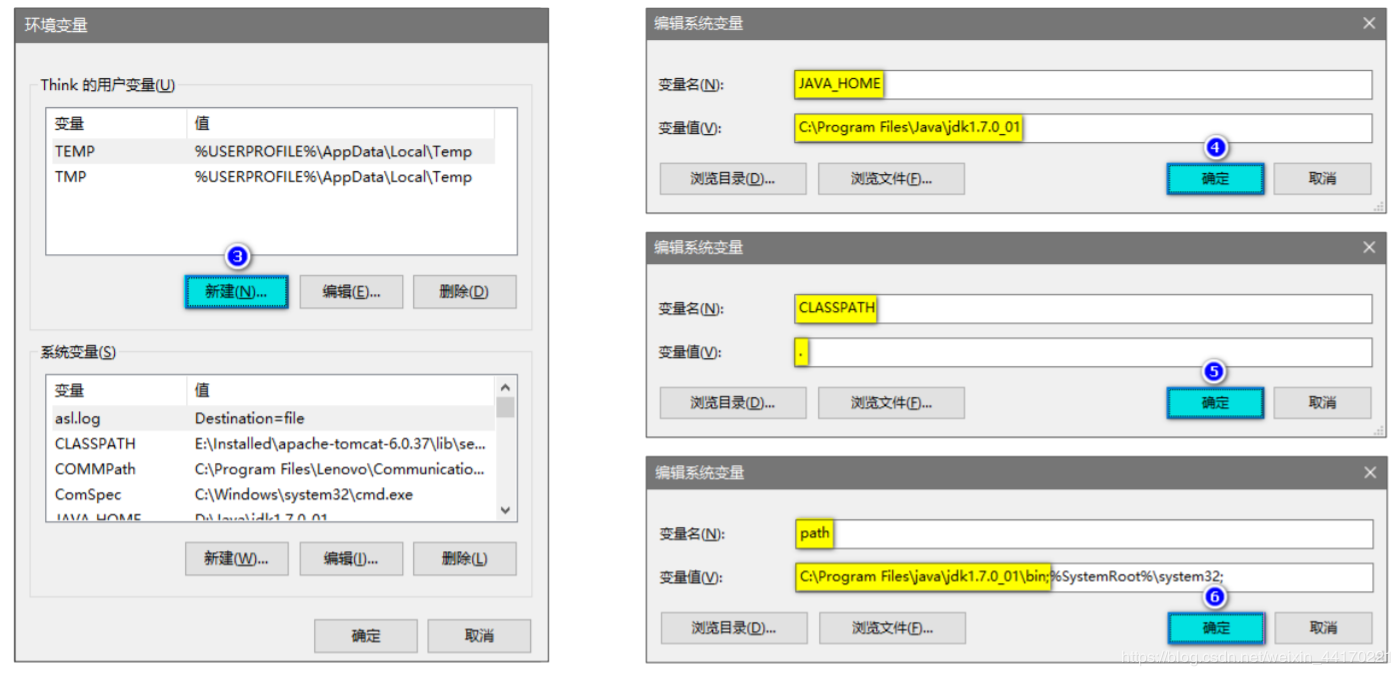 环境变量
Think 的用户变量(U)
变量 值
TEMP %USERPROFILE%\AppData\Local\Temp
TMP %USERPROFILE%\AppData\Local\Temp
3
新建(N)... 编辑(E)... 删除(D)
系统变量(S)
变量 值
asl.log Destination=file
CLASSPATH E:\Installed\apache-tomcat-6.0.37\lib\se...
COMMPath C:\Program Files\Lenovo\Communicatio...
ComSpec C:\Windows\system32\cmd.exe
JAVA_HOME D:\Java\jdk1.7.0_01
新建(W)... 编辑(I)... 删除(L)
确定 取消
编辑系统变量
变量名(N): JAVA_HOME
变量值(V): C:\Program Files\Java\jdk1.7.0_01
4
浏览目录(D)... 浏览文件(F)... 确定 取消
编辑系统变量
变量名(N): CLASSPATH
变量值(V): .
5
浏览目录(D)... 浏览文件(F)... 确定 取消
编辑系统变量
变量名(N): path
变量值(V): C:\Program Files\java\jdk1.7.0_01\bin;%SystemRoot%\system32;
6
浏览目录(D)... 浏览文件(F)... 确定 取消